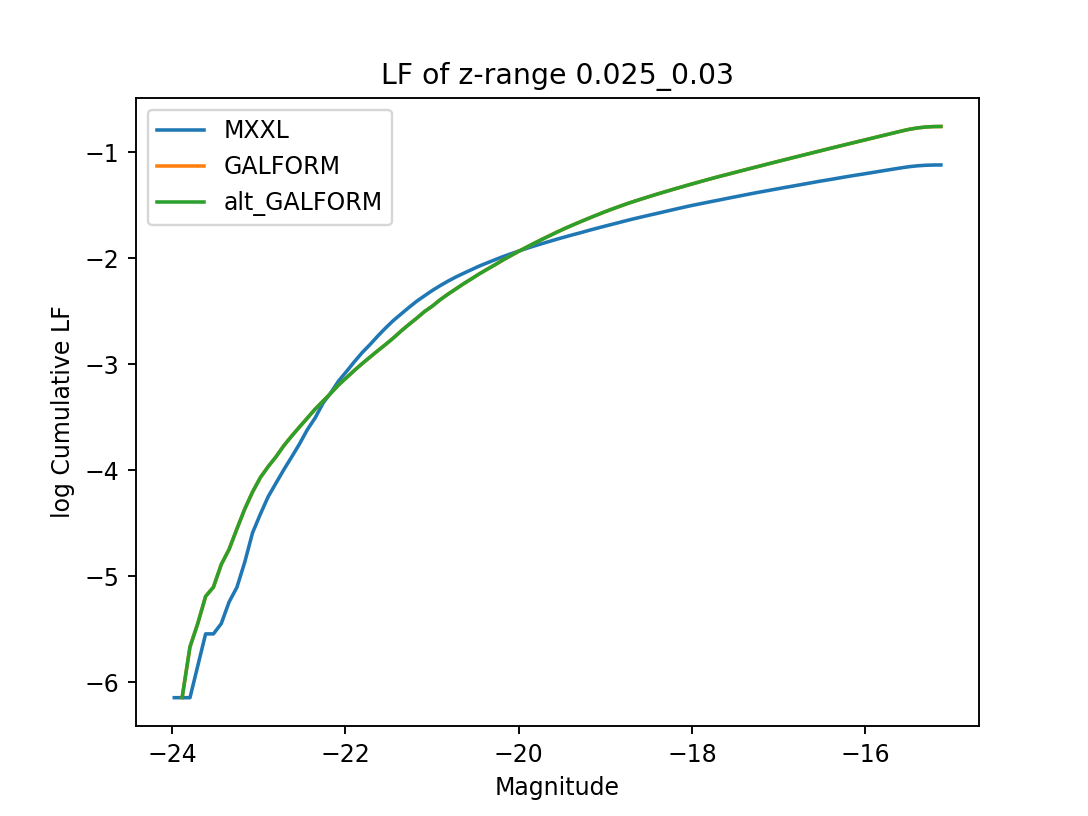 LF of z-range 0.025_0.03
MXXL
GALFORM
alt_GALFORM
log Cumulative LF
−1
−2
−3
−4
−5
−6
−24
−22
−20
−18
−16
Magnitude